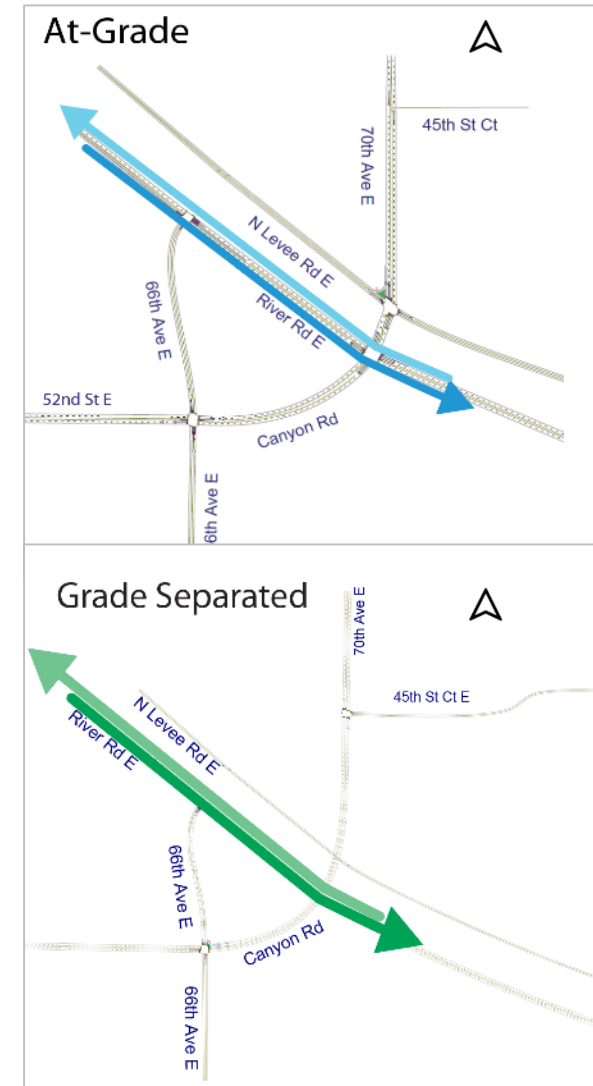 At-Grade
45th St Ct
70th Ave E
N Levee Rd E
River Rd E
66th Ave E
52nd St E
Canyon Rd
6th Ave E
Grade Separated
70th Ave E
45th St Ct E
N Levee Rd E
River Rd E
66th Ave E
Canyon Rd
66th Ave E